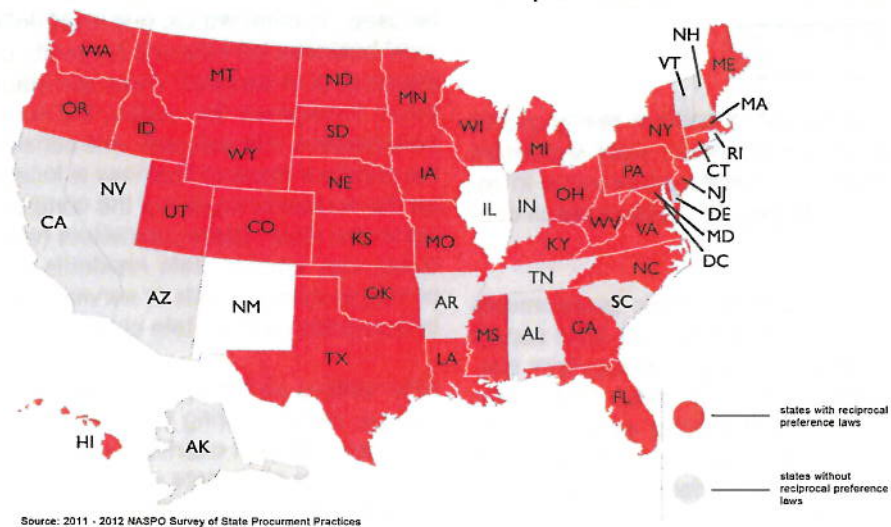 WA
MT
ND
MN
OR
ID
SD
WI
WY
MI
NY
VT
NH
ME
MA
RI
CT
NJ
DE
MD
DC
NV
CA
UT
CO
NE
IA
IL
IN
OH
PA
WV
VA
KS
MO
KY
AZ
NM
OK
AR
TN
NC
SC
TX
LA
MS
AL
GA
FL
HI
AK
states with reciprocal
preference laws
states without
reciprocal preference
laws
Source: 2011 - 2012 NASPO Survey of State Procurment Practices